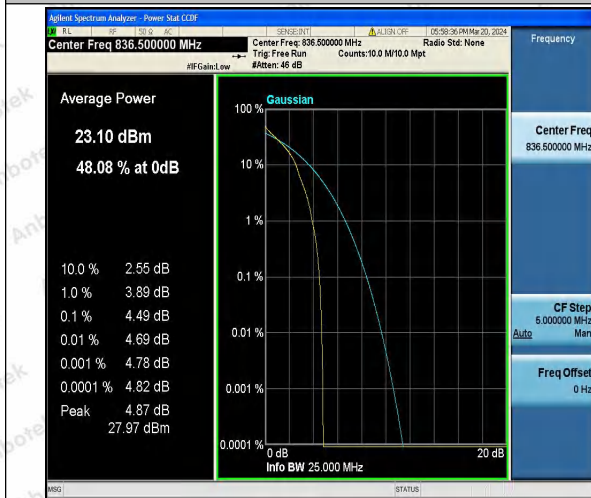 Agilent Spectrum Analyzer - Power Stat CCDF
RL RF 50 Ω AC SENSE:INT ALIGN OFF 05:58:36 PM Mar 20, 2024
Center Freq 836.500000 MHz
Center Freq: 836.500000 MHz Radio Std: None
Trig: Free Run Counts:10.0 M/10.0 Mpt
#IFGain:Low #Atten: 46 dB
Frequency
Average Power
23.10 dBm
48.08 % at 0dB
10.0 % 2.55 dB
1.0 % 3.89 dB
0.1 % 4.49 dB
0.01 % 4.69 dB
0.001 % 4.78 dB
0.0001 % 4.82 dB
Peak 4.87 dB
27.97 dBm
Gaussian
100 %
10 %
1 %
0.1 %
0.01 %
0.001 %
0.0001 %
0 dB 20 dB
Info BW 25.000 MHz
Center Freq
836.500000 MHz
CF Step
5.000000 MHz
Auto Man
Freq Offset
0 Hz
MSG STATUS